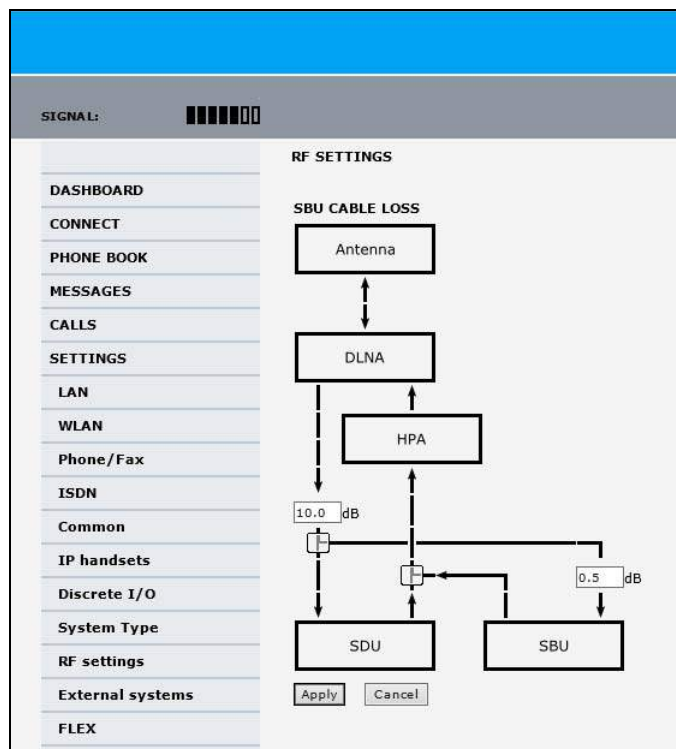 SIGNAL:
RF SETTINGS
DASHBOARD
CONNECT
PHONE BOOK
MESSAGES
CALLS
SETTINGS
LAN
WLAN
Phone/Fax
ISDN
Common
IP handsets
Discrete I/O
System Type
RF settings
External systems
FLEX
SBU CABLE LOSS
Antenna
DLNA
HPA
10.0 dB
0.5 dB
SDU
SBU
Apply
Cancel